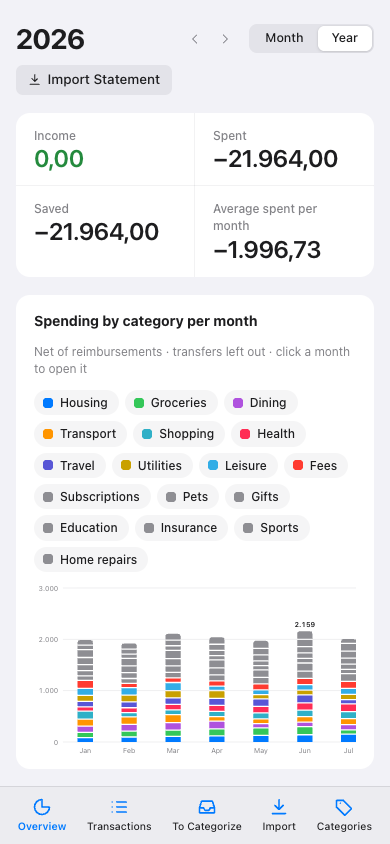 2026
Month
Year
Import Statement
Income
0,00
Spent
−21.964,00
Saved
−21.964,00
Average spent per
month
−1.996,73
Spending by category per month
Net of reimbursements · transfers left out · click a month
to open it
Housing
Groceries
Dining
Transport
Shopping
Health
Travel
Utilities
Leisure
Fees
Subscriptions
Pets
Gifts
Education
Insurance
Sports
Home repairs
3.000
2.159
2.000
1.000
0
Jan
Feb
Mar
Apr
May
Jun
Jul
Overview
Transactions
To Categorize
Import
Categories